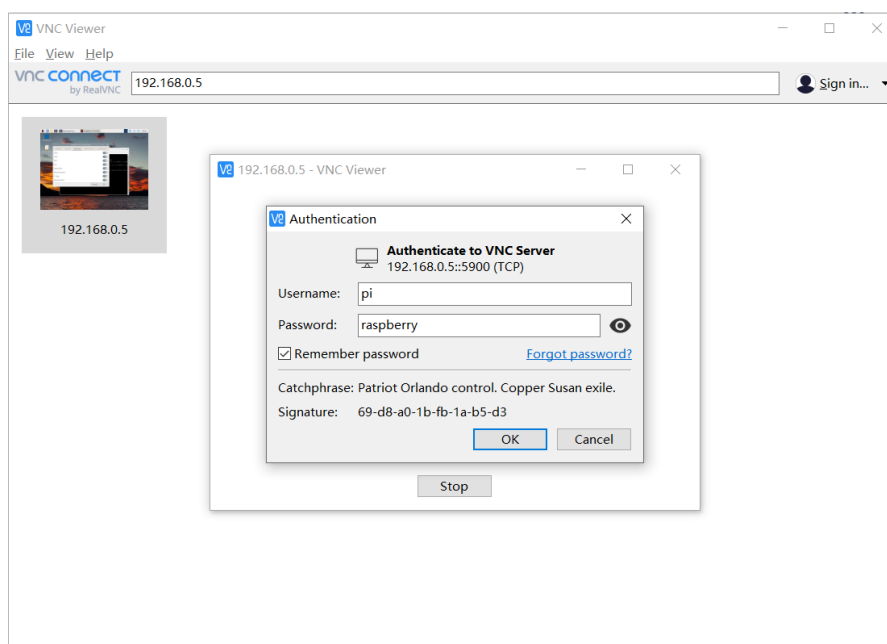 VNC Viewer
File View Help
vnc connect
by RealVNC
192.168.0.5
Sign in...
192.168.0.5
192.168.0.5 - VNC Viewer
Authentication
Authenticate to VNC Server
192.168.0.5::5900 (TCP)
Username: pi
Password: raspberry
Remember password Forgot password?
Catchphrase: Patriot Orlando control. Copper Susan exile.
Signature: 69-d8-a0-1b-fb-1a-b5-d3
OK Cancel
Stop